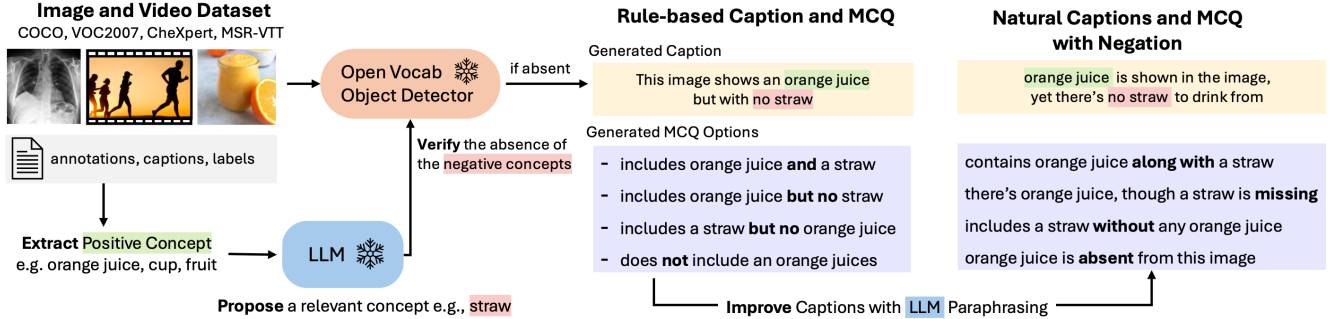 Image and Video Dataset
COCO, VOC2007, CheXpert, MSR-VTT
annotations, captions, labels
Extract Positive Concept
e.g. orange juice, cup, fruit
LLM
Propose a relevant concept e.g., straw
Open Vocab
Object Detector
Verify the absence of
the negative concepts
if absent
Rule-based Caption and MCQ
Generated Caption
This image shows an orange juice
but with no straw
Generated MCQ Options
- includes orange juice and a straw
- includes orange juice but no straw
- includes a straw but no orange juice
- does not include an orange juices
Improve Captions with LLM Paraphrasing
Natural Captions and MCQ
with Negation
orange juice is shown in the image,
yet there's no straw to drink from
contains orange juice along with a straw
there's orange juice, though a straw is missing
includes a straw without any orange juice
orange juice is absent from this image